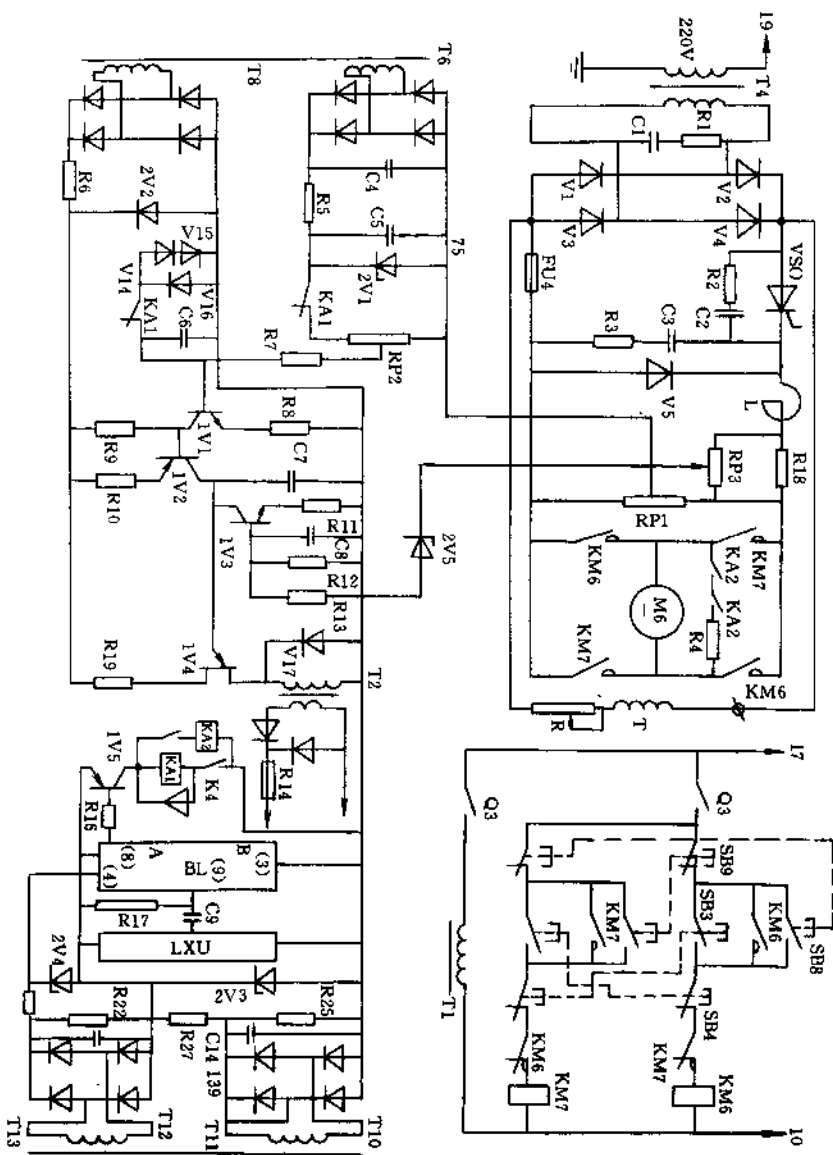 19
220V
T4
R1
C1
V1
V2
V3
V4
VSO
R2
C2
C3
R3
FU4
V5
L
R18
RP3
RP1
KM6
KM7
KA2
KA2
R4
M6
KM7
KM6
R
T
T6
C4
R5
C5
75
2V1
KA1
RP2
R7
T8
R6
2V2
V15
V14
V16
KA1
C6
R8
1V1
R9
C7
1V2
R10
R11
1V3
C8
R12
R13
2V5
1V4
R19
V17
T2
R14
1V5
KA2
KA1
K4
R16
A
B
(8)
(3)
(4)
BL
(9)
R17
C9
LXU
2V4
2V3
R22
R27
R25
C14
139
T13
T12
T11
T10
17
Q3
Q3
SB9
SB3
KM6
SB8
KM7
SB4
KM6
KM7
KM7
KM6
T1
10